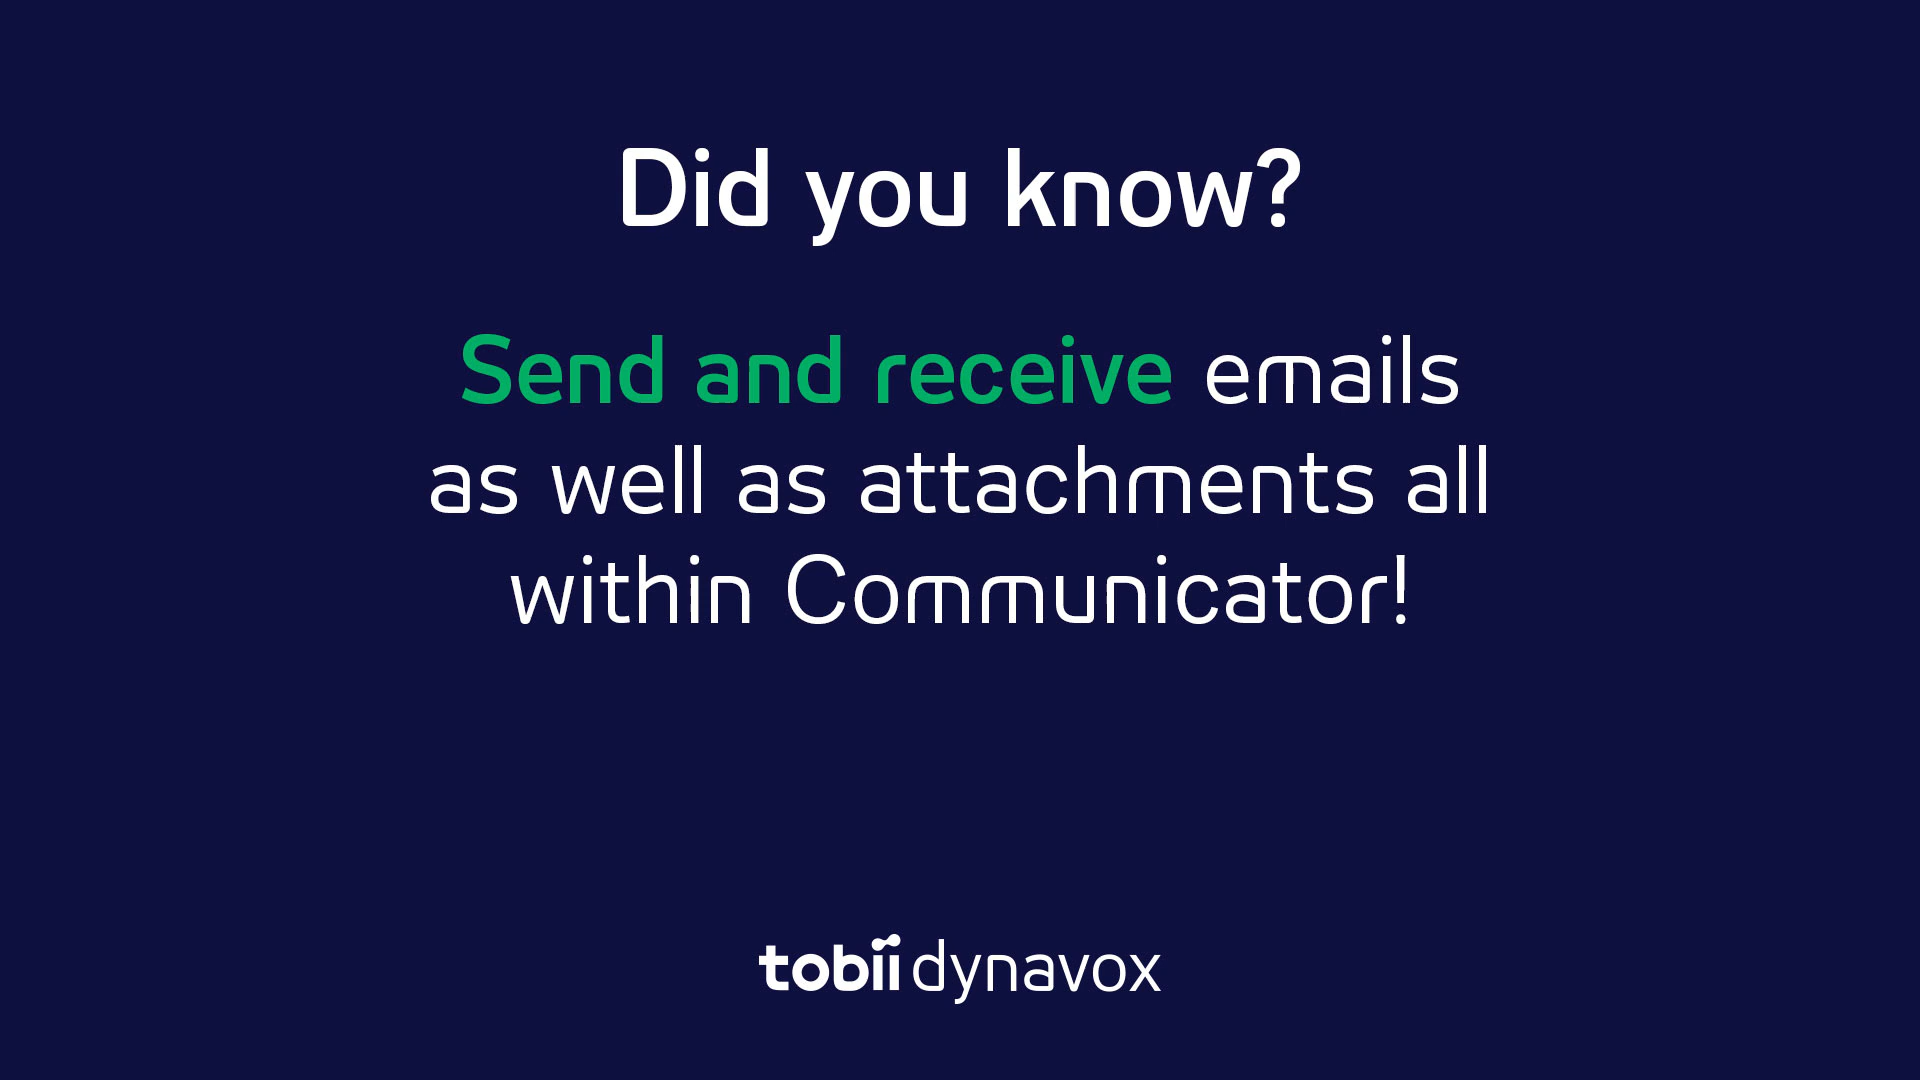 Did you know?
Send and receive emails
as well as attachments all
within Communicator!
tobii dynavox